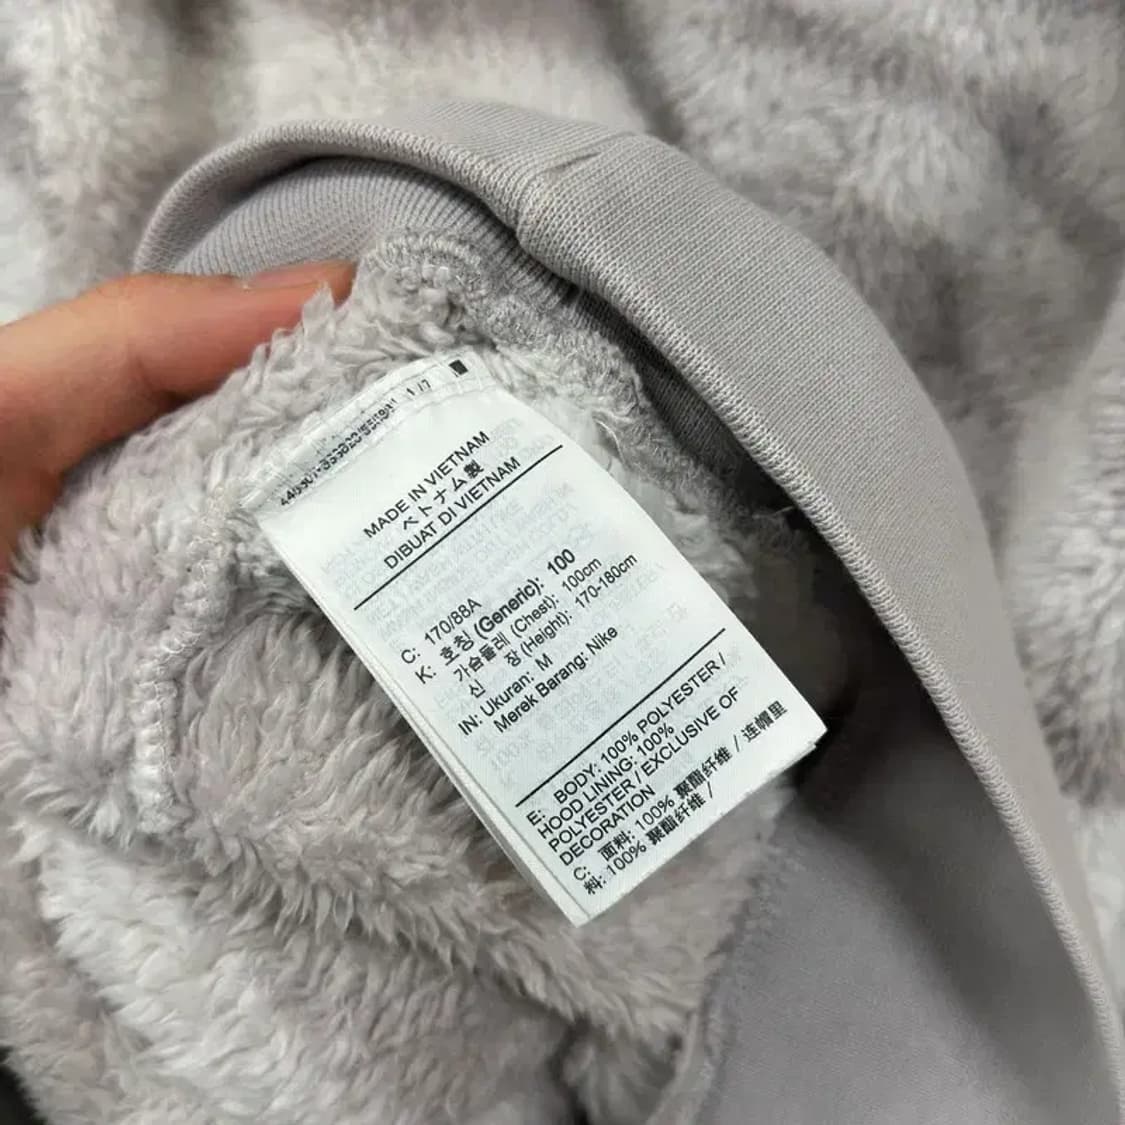 MADE IN VIETNAM
ベトナム製
DIBUAT DI VIETNAM
C: 170/88A
K: 호칭 (Generic): 100
가슴둘레 (Chest): 100cm
신 장 (Height): 170-180cm
IN: Ukuran: M
Merek Barang: Nike
E: BODY: 100% POLYESTER /
HOOD LINING: 100%
POLYESTER / EXCLUSIVE OF
DECORATION
C: 面料: 100% 聚酯纤维 / 连帽里
料: 100% 聚酯纤维 /